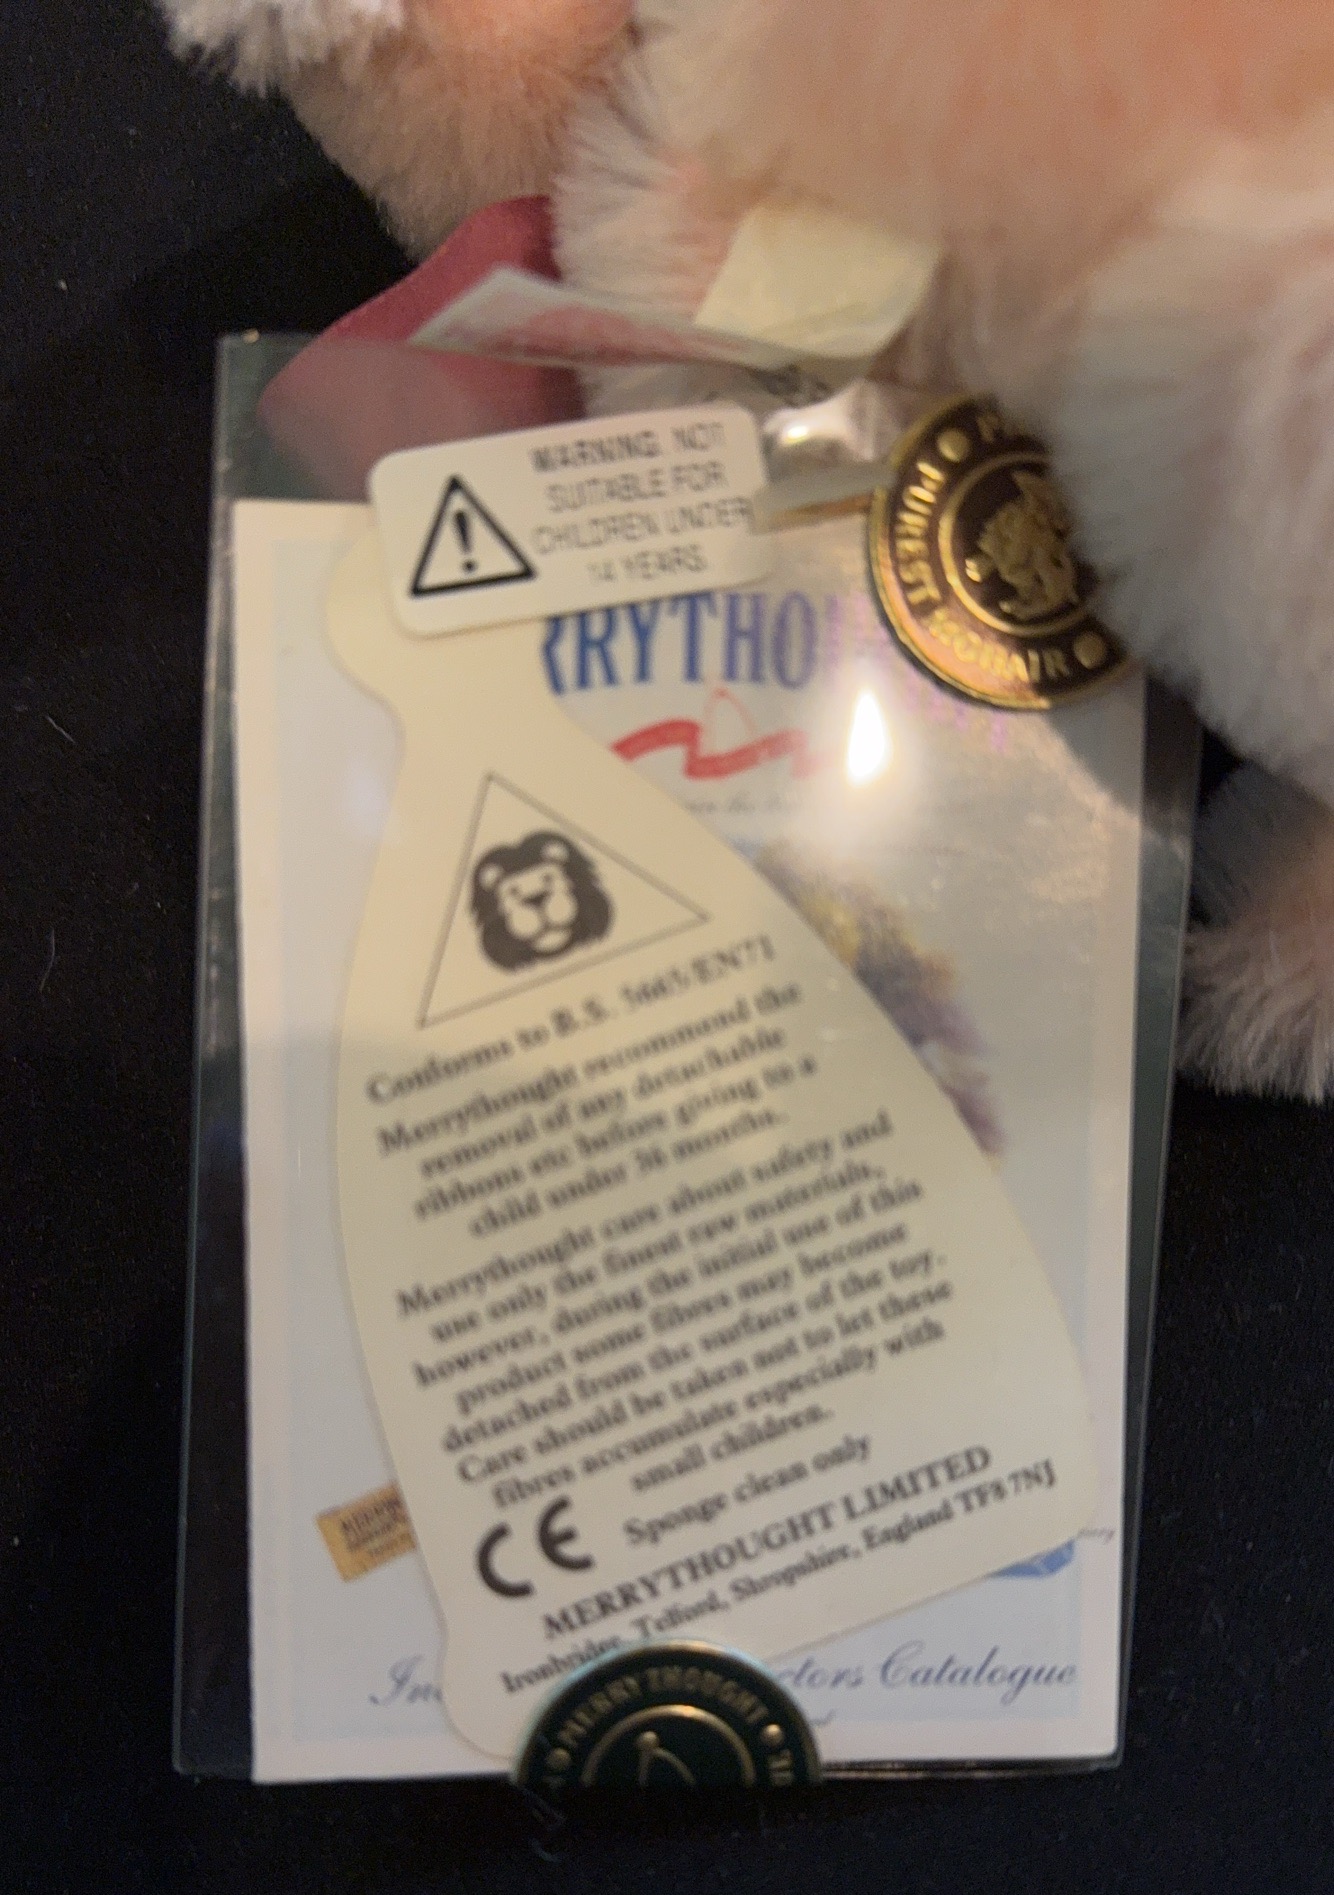 WARNING. NOT
SUITABLE FOR
CHILDREN UNDER
14 YEARS.
PUREST MOHAIR
RRYTHO
Conforms to B.S. 5665/EN71
Merrythought recommend the
removal of any detachable
ribbons etc before giving to a
child under 36 months.
Merrythought care about safety and
use only the finest raw materials,
however, during the initial use of this
product some fibres may become
detached from the surface of the toy.
Care should be taken not to let these
fibres accumulate especially with
small children.
CE Sponge clean only
MERRYTHOUGHT LIMITED
Ironbridge, Telford, Shropshire, England TF8 7NJ
ctors Catalogue
MERRYTHOUGHT